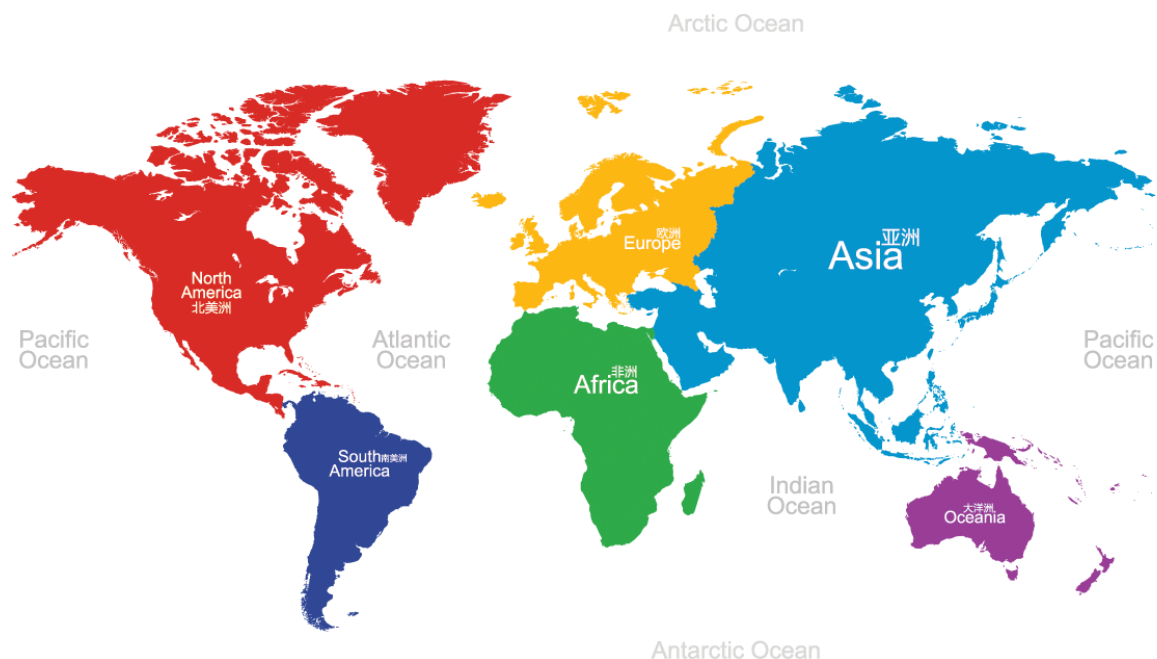 Arctic Ocean
欧洲
Europe
亚洲
Asia
North
America
北美洲
Pacific
Ocean
Atlantic
Ocean
Pacific
Ocean
非洲
Africa
South南美洲
America
Indian
Ocean
大洋洲
Oceania
Antarctic Ocean